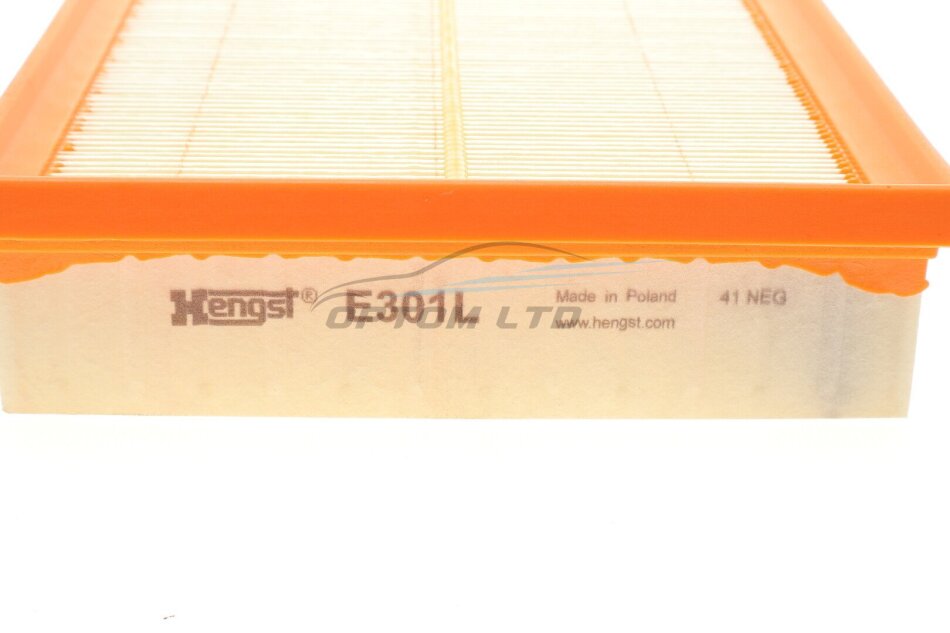 Hengst® E301L Made in Poland 41 NEG
www.hengst.com
OPTOM LTD